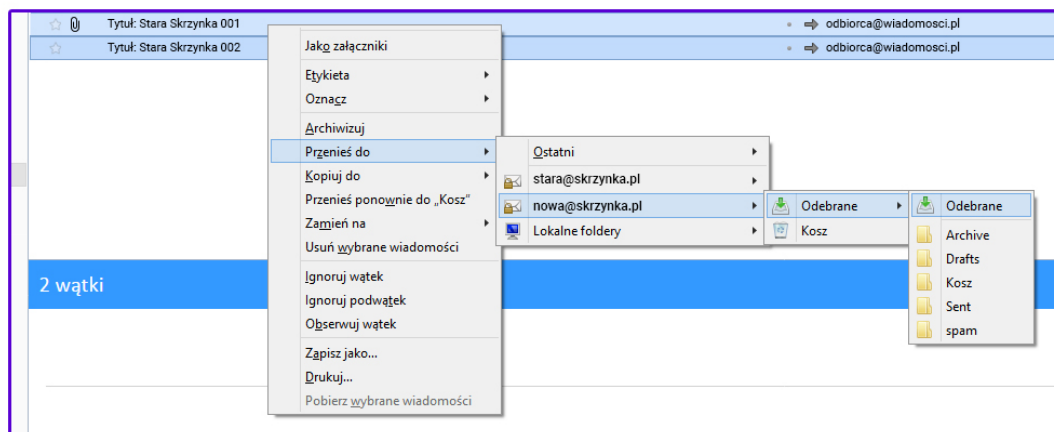 Tytuł: Stara Skrzynka 001
odbiorca@wiadomosci.pl
Tytuł: Stara Skrzynka 002
odbiorca@wiadomosci.pl
Jako załączniki
Etykieta
Oznacz
Archiwizuj
Przenieś do
Kopiuj do
Przenieś ponownie do „Kosz”
Zamień na
Usuń wybrane wiadomości
Ignoruj wątek
Ignoruj podwątek
Obserwuj wątek
Zapisz jako...
Drukuj...
Pobierz wybrane wiadomości
Ostatni
stara@skrzynka.pl
nowa@skrzynka.pl
Lokalne foldery
Odebrane
Kosz
Odebrane
Archive
Drafts
Kosz
Sent
spam
2 wątki